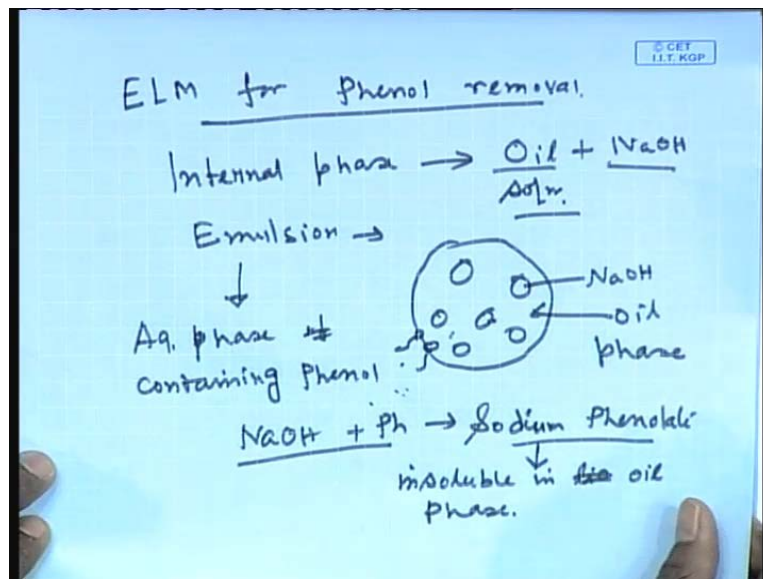 © CET
I.I.T. KGP
ELM for Phenol removal.
Internal phase → Oil + NaOH
soln.
Emulsion →
NaOH
Oil
phase
Aq. phase
containing Phenol
NaOH + Ph → Sodium Phenolate
insoluble in oil
phase.